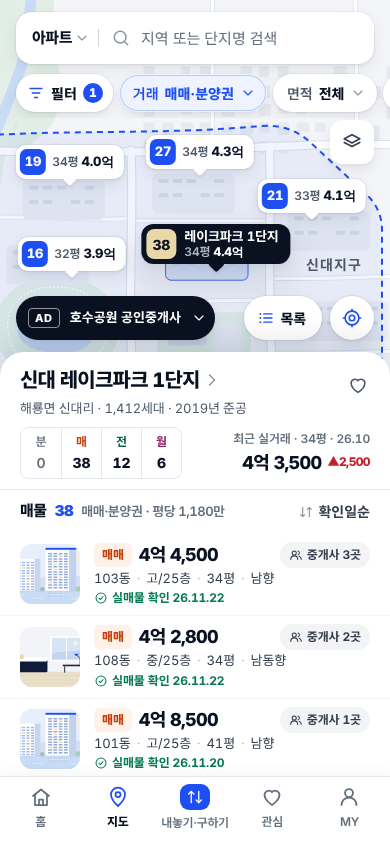 아파트 지역 또는 단지명 검색
필터 1 거래 매매·분양권 면적 전체
19 34평 4.0억
27 34평 4.3억
21 33평 4.1억
16 32평 3.9억
38 레이크파크 1단지
34평 4.4억
신대지구
AD 호수공원 공인중개사
목록
신대 레이크파크 1단지
해룡면 신대리 · 1,412세대 · 2019년 준공
분 매 전 월
0 38 12 6
최근 실거래 · 34평 · 26.10
4억 3,500 ▲2,500
매물 38 매매·분양권 · 평당 1,180만 확인일순
매매 4억 4,500 중개사 3곳
103동 · 고/25층 · 34평 · 남향
실매물 확인 26.11.22
매매 4억 2,800 중개사 2곳
108동 · 중/25층 · 34평 · 남동향
실매물 확인 26.11.22
매매 4억 8,500 중개사 1곳
101동 · 고/25층 · 41평 · 남향
실매물 확인 26.11.20
홈 지도 내놓기·구하기 관심 MY